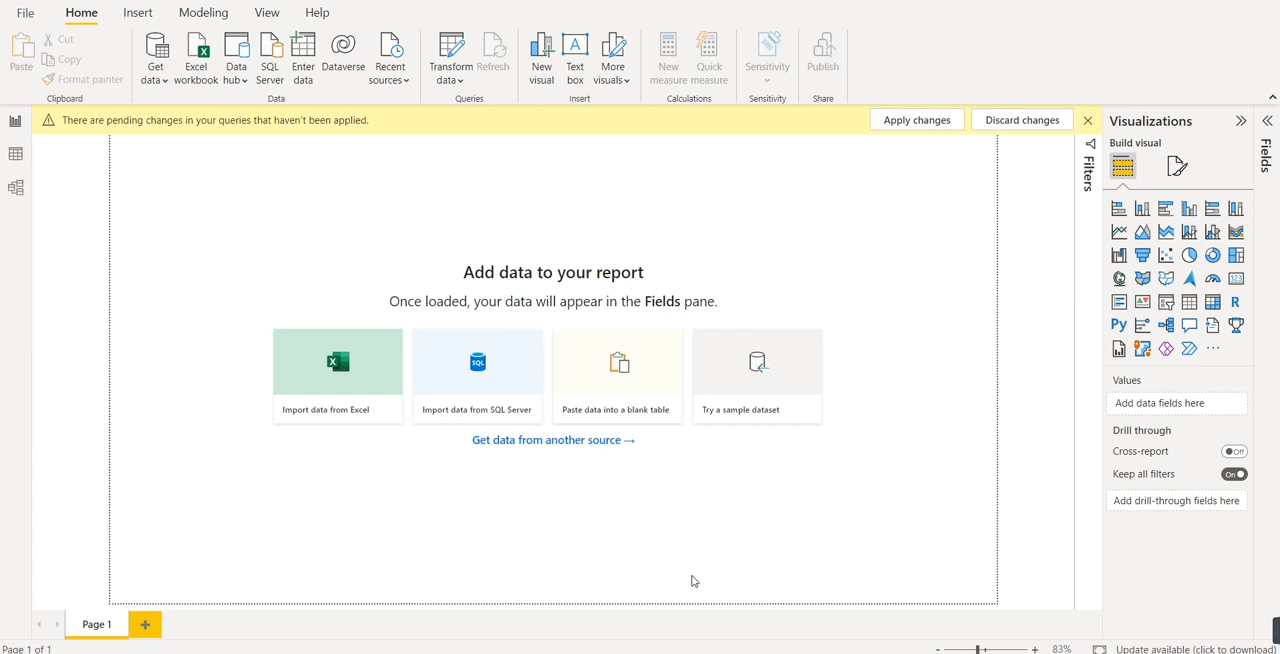 File Home Insert Modeling View Help
Paste
Cut
Copy
Format painter
Clipboard
Get data
Excel workbook
Data hub
SQL Server
Enter data
Dataverse
Recent sources
Data
Transform data
Refresh
Queries
New visual
Text box
More visuals
Insert
New measure
Quick measure
Calculations
Sensitivity
Sensitivity
Publish
Share
There are pending changes in your queries that haven't been applied.
Apply changes
Discard changes
Filters
Visualizations
Fields
Build visual
Add data to your report
Once loaded, your data will appear in the Fields pane.
SQL
Import data from Excel
Import data from SQL Server
Paste data into a blank table
Try a sample dataset
Get data from another source →
123
R
Py
Values
Add data fields here
Drill through
Cross-report
Off
Keep all filters
On
Add drill-through fields here
Page 1
Page 1 of 1
- + 83%
Update available (click to download)